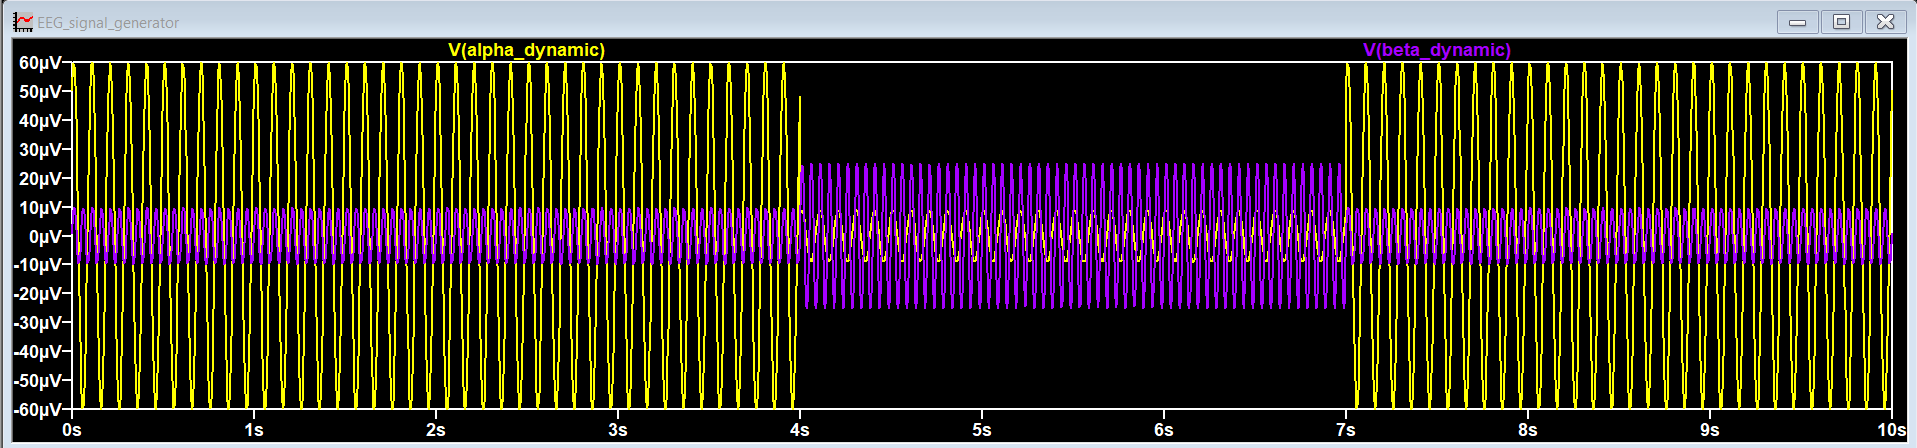 EEG_signal_generator
V(alpha_dynamic) V(beta_dynamic)
60µV
50µV
40µV
30µV
20µV
10µV
0µV
-10µV
-20µV
-30µV
-40µV
-50µV
-60µV
0s 1s 2s 3s 4s 5s 6s 7s 8s 9s 10s